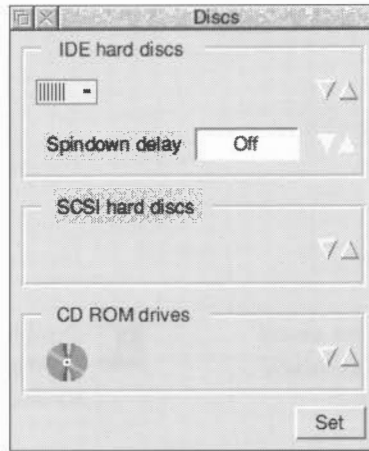 Discs
IDE hard discs
Spindown delay Off
SCSI hard discs
CD ROM drives
Set